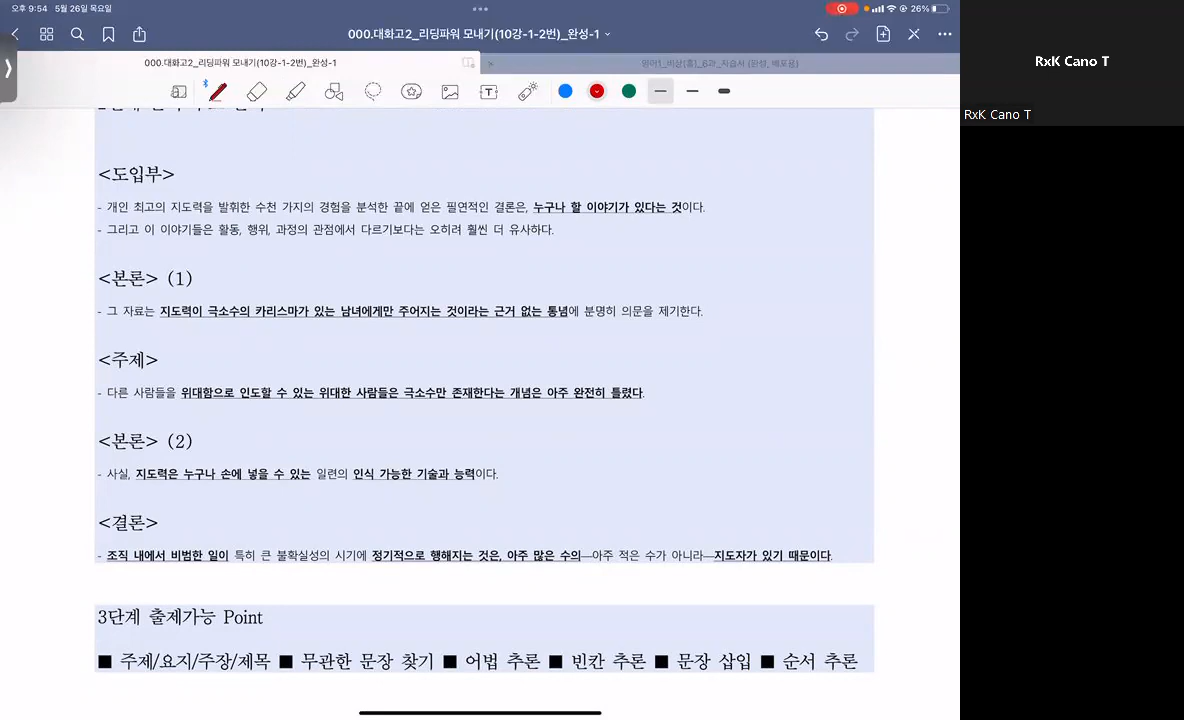 오후 9:54 5월 26일 목요일
26%
000.대화고2_리딩파워 모내기(10강-1-2번)_완성-1
000.대화고2_리딩파워 모내기(10강-1-2번)_완성-1
RxK Cano T
RxK Cano T
<도입부>
- 개인 최고의 지도력을 발휘한 수천 가지의 경험을 분석한 끝에 얻은 필연적인 결론은, 누구나 할 이야기가 있다는 것이다.
- 그리고 이 이야기들은 활동, 행위, 과정의 관점에서 다르기보다는 오히려 훨씬 더 유사하다.
<본론> (1)
- 그 자료는 지도력이 극소수의 카리스마가 있는 남녀에게만 주어지는 것이라는 근거 없는 통념에 분명히 의문을 제기한다.
<주제>
- 다른 사람들을 위대함으로 인도할 수 있는 위대한 사람들은 극소수만 존재한다는 개념은 아주 완전히 틀렸다.
<본론> (2)
- 사실, 지도력은 누구나 손에 넣을 수 있는 일련의 인식 가능한 기술과 능력이다.
<결론>
- 조직 내에서 비범한 일이 특히 큰 불확실성의 시기에 정기적으로 행해지는 것은, 아주 많은 수의—아주 적은 수가 아니라—지도자가 있기 때문이다.
3단계 출제가능 Point
■ 주제/요지/주장/제목 ■ 무관한 문장 찾기 ■ 어법 추론 ■ 빈칸 추론 ■ 문장 삽입 ■ 순서 추론